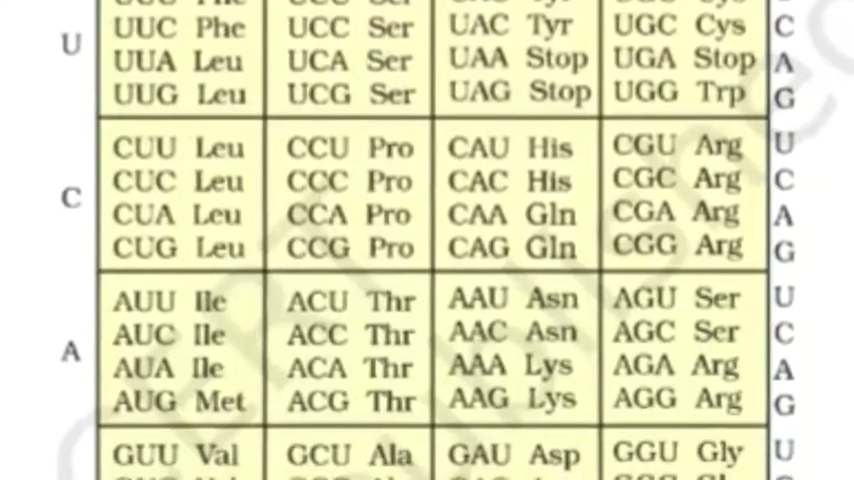 UUC Phe UCC Ser UAC Tyr UGC Cys C
U
UUA Leu UCA Ser UAA Stop UGA Stop A
UUG Leu UCG Ser UAG Stop UGG Trp G
CUU Leu CCU Pro CAU His CGU Arg U
CUC Leu CCC Pro CAC His CGC Arg C
C
CUA Leu CCA Pro CAA Gln CGA Arg A
CUG Leu CCG Pro CAG Gln CGG Arg G
AUU Ile ACU Thr AAU Asn AGU Ser U
AUC Ile ACC Thr AAC Asn AGC Ser C
A
AUA Ile ACA Thr AAA Lys AGA Arg A
AUG Met ACG Thr AAG Lys AGG Arg G
GUU Val GCU Ala GAU Asp GGU Gly U